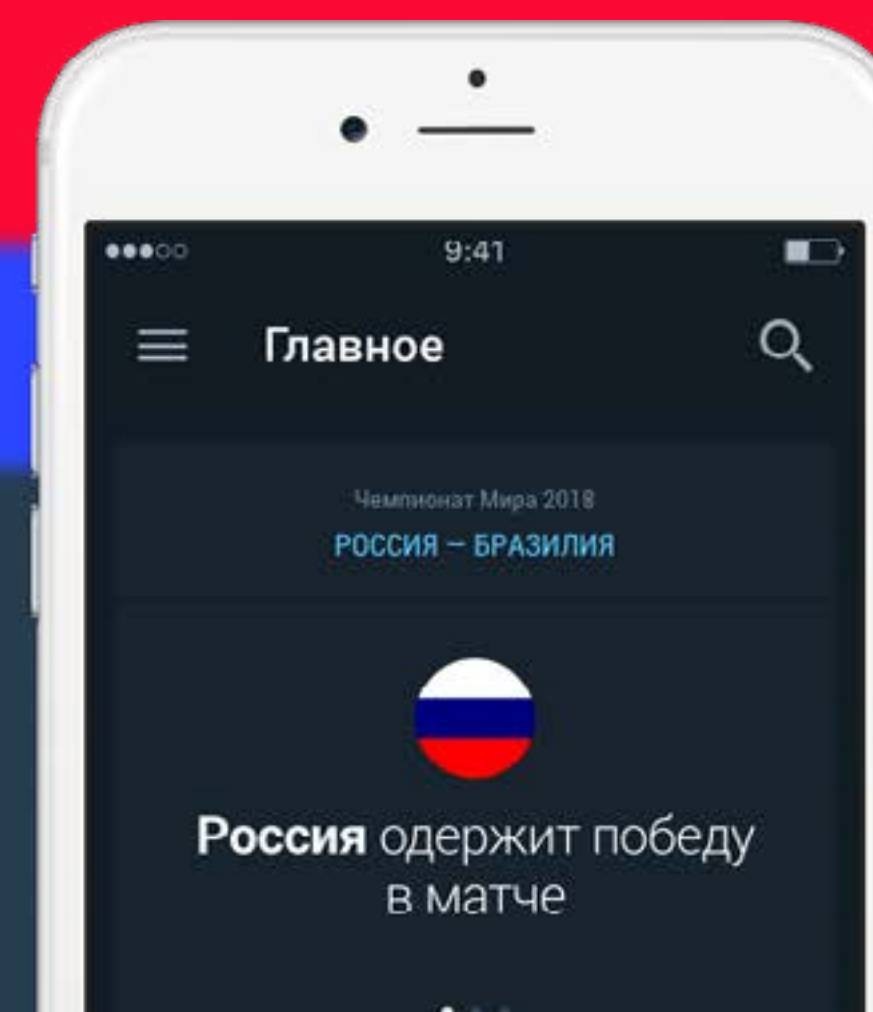 9:41
Главное
Чемпионат Мира 2018
РОССИЯ – БРАЗИЛИЯ
Россия одержит победу
в матче